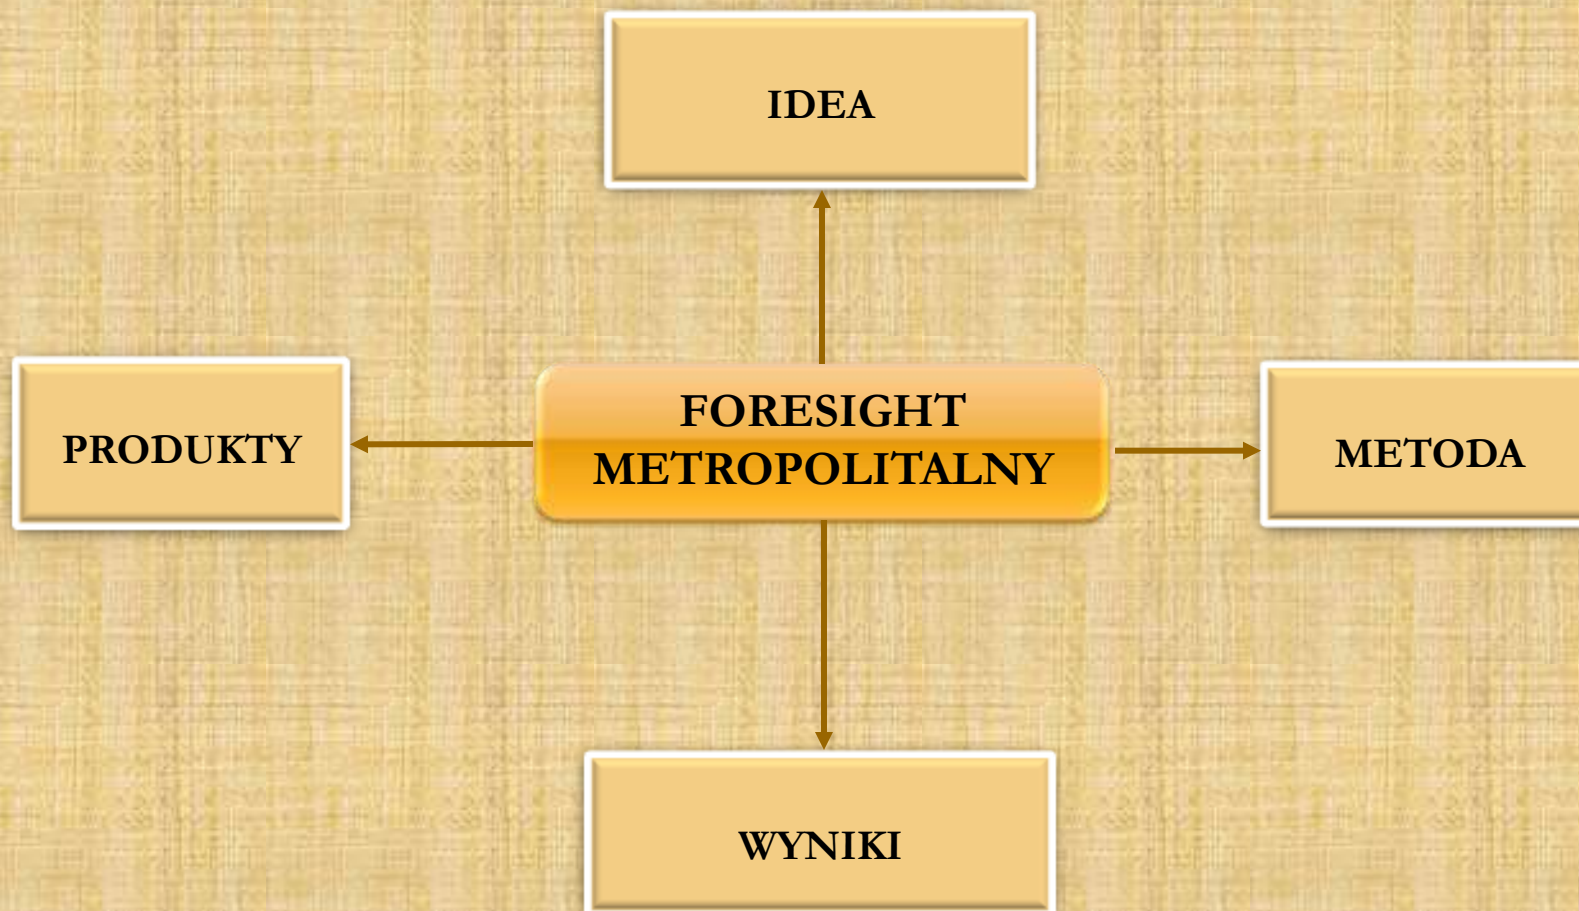 IDEA
PRODUKTY
FORESIGHT
METROPOLITALNY
METODA
WYNIKI